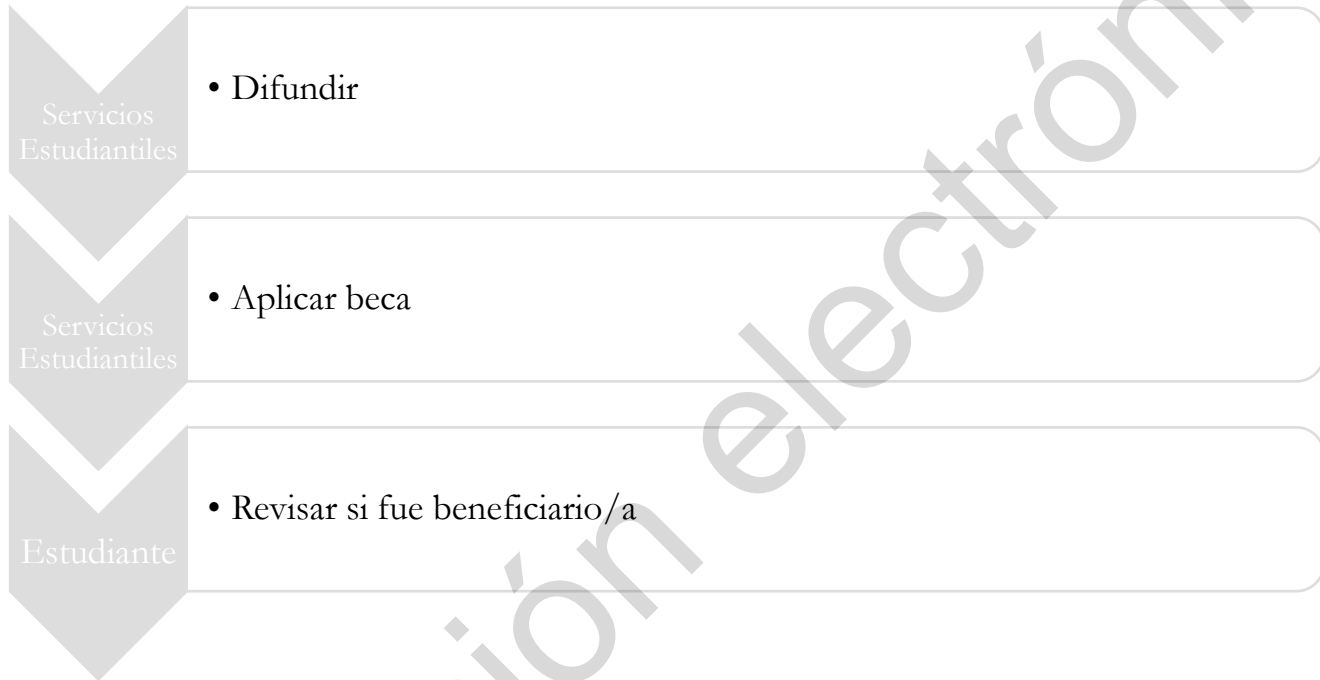 Servicios
Estudiantiles
• Difundir
Servicios
Estudiantiles
• Aplicar beca
Estudiante
• Revisar si fue beneficiario/a